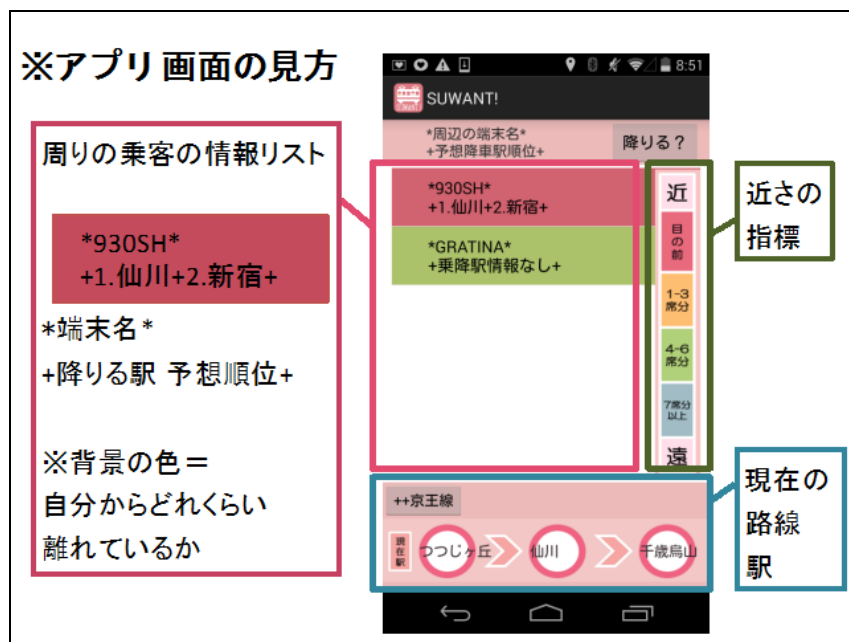 ※アプリ画面の見方
周りの乗客の情報リスト
*930SH*
+1.仙川+2.新宿+
*端末名*
+降りる駅 予想順位+
※背景の色＝
自分からどれくらい
離れているか
8:51
SUWANT!
*周辺の端末名*
+予想降車駅順位+
降りる？
*930SH*
+1.仙川+2.新宿+
*GRATINA*
+乗降駅情報なし+
近
目の前
1-3
席分
4-6
席分
7席分
以上
遠
近さの
指標
++京王線
現在駅
つつじヶ丘
仙川
千歳烏山
現在の
路線
駅